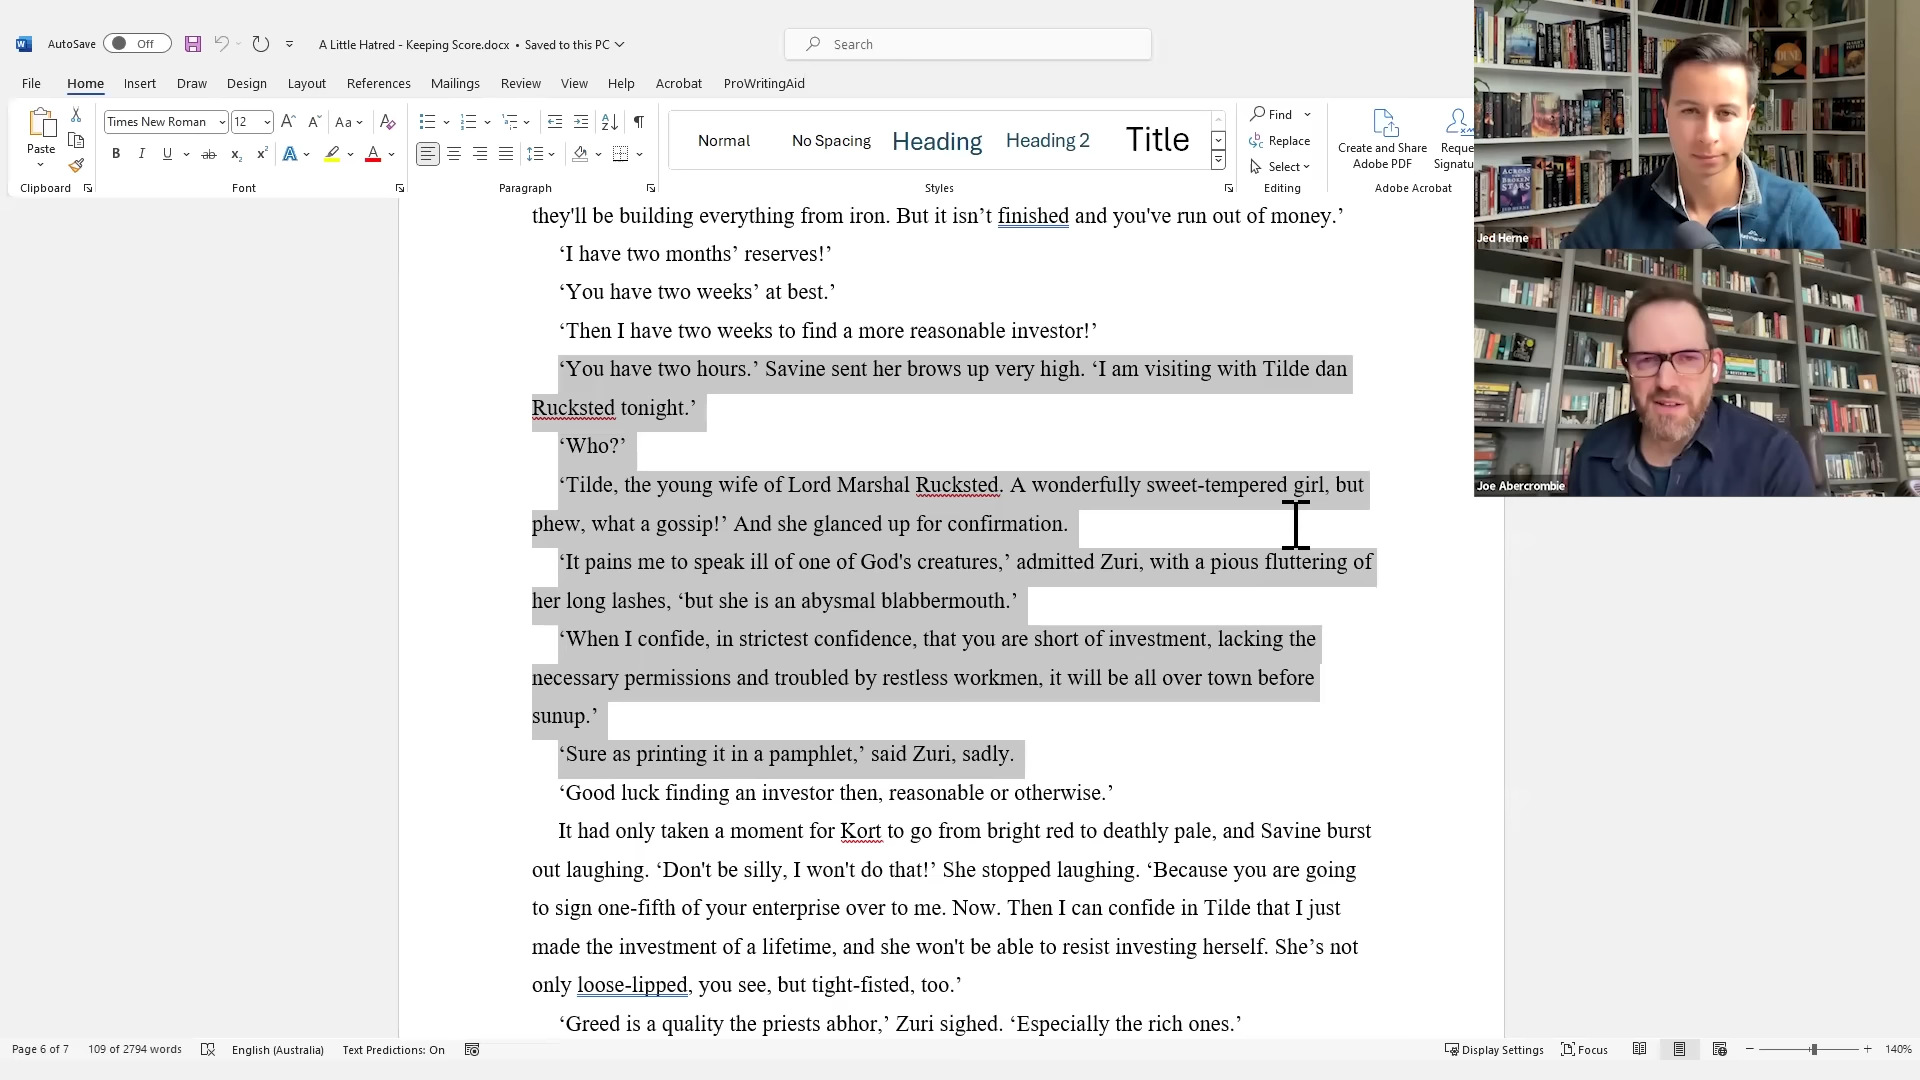 AutoSave Off A Little Hatred - Keeping Score.docx • Saved to this PC Search
File Home Insert Draw Design Layout References Mailings Review View Help Acrobat ProWritingAid
Paste Times New Roman 12 Aa Normal No Spacing Heading Heading 2 Title Find Replace Select Create and Share Adobe PDF Reque Signatu
Clipboard Font Paragraph Styles Editing Adobe Acrobat
they'll be building everything from iron. But it isn’t finished and you've run out of money.’
‘I have two months’ reserves!’
‘You have two weeks’ at best.’
‘Then I have two weeks to find a more reasonable investor!’
‘You have two hours.’ Savine sent her brows up very high. ‘I am visiting with Tilde dan
Rucksted tonight.’
‘Who?’
‘Tilde, the young wife of Lord Marshal Rucksted. A wonderfully sweet-tempered girl, but
phew, what a gossip!’ And she glanced up for confirmation.
‘It pains me to speak ill of one of God's creatures,’ admitted Zuri, with a pious fluttering of
her long lashes, ‘but she is an abysmal blabbermouth.’
‘When I confide, in strictest confidence, that you are short of investment, lacking the
necessary permissions and troubled by restless workmen, it will be all over town before
sunup.’
‘Sure as printing it in a pamphlet,’ said Zuri, sadly.
‘Good luck finding an investor then, reasonable or otherwise.’
It had only taken a moment for Kort to go from bright red to deathly pale, and Savine burst
out laughing. ‘Don't be silly, I won't do that!’ She stopped laughing. ‘Because you are going
to sign one-fifth of your enterprise over to me. Now. Then I can confide in Tilde that I just
made the investment of a lifetime, and she won't be able to resist investing herself. She’s not
only loose-lipped, you see, but tight-fisted, too.’
‘Greed is a quality the priests abhor,’ Zuri sighed. ‘Especially the rich ones.’
Page 6 of 7 109 of 2794 words English (Australia) Text Predictions: On Display Settings Focus 140%
DUNE
ACROSS
BROKEN
STARS
JED HERNE
Jed Herne
Joe Abercrombie